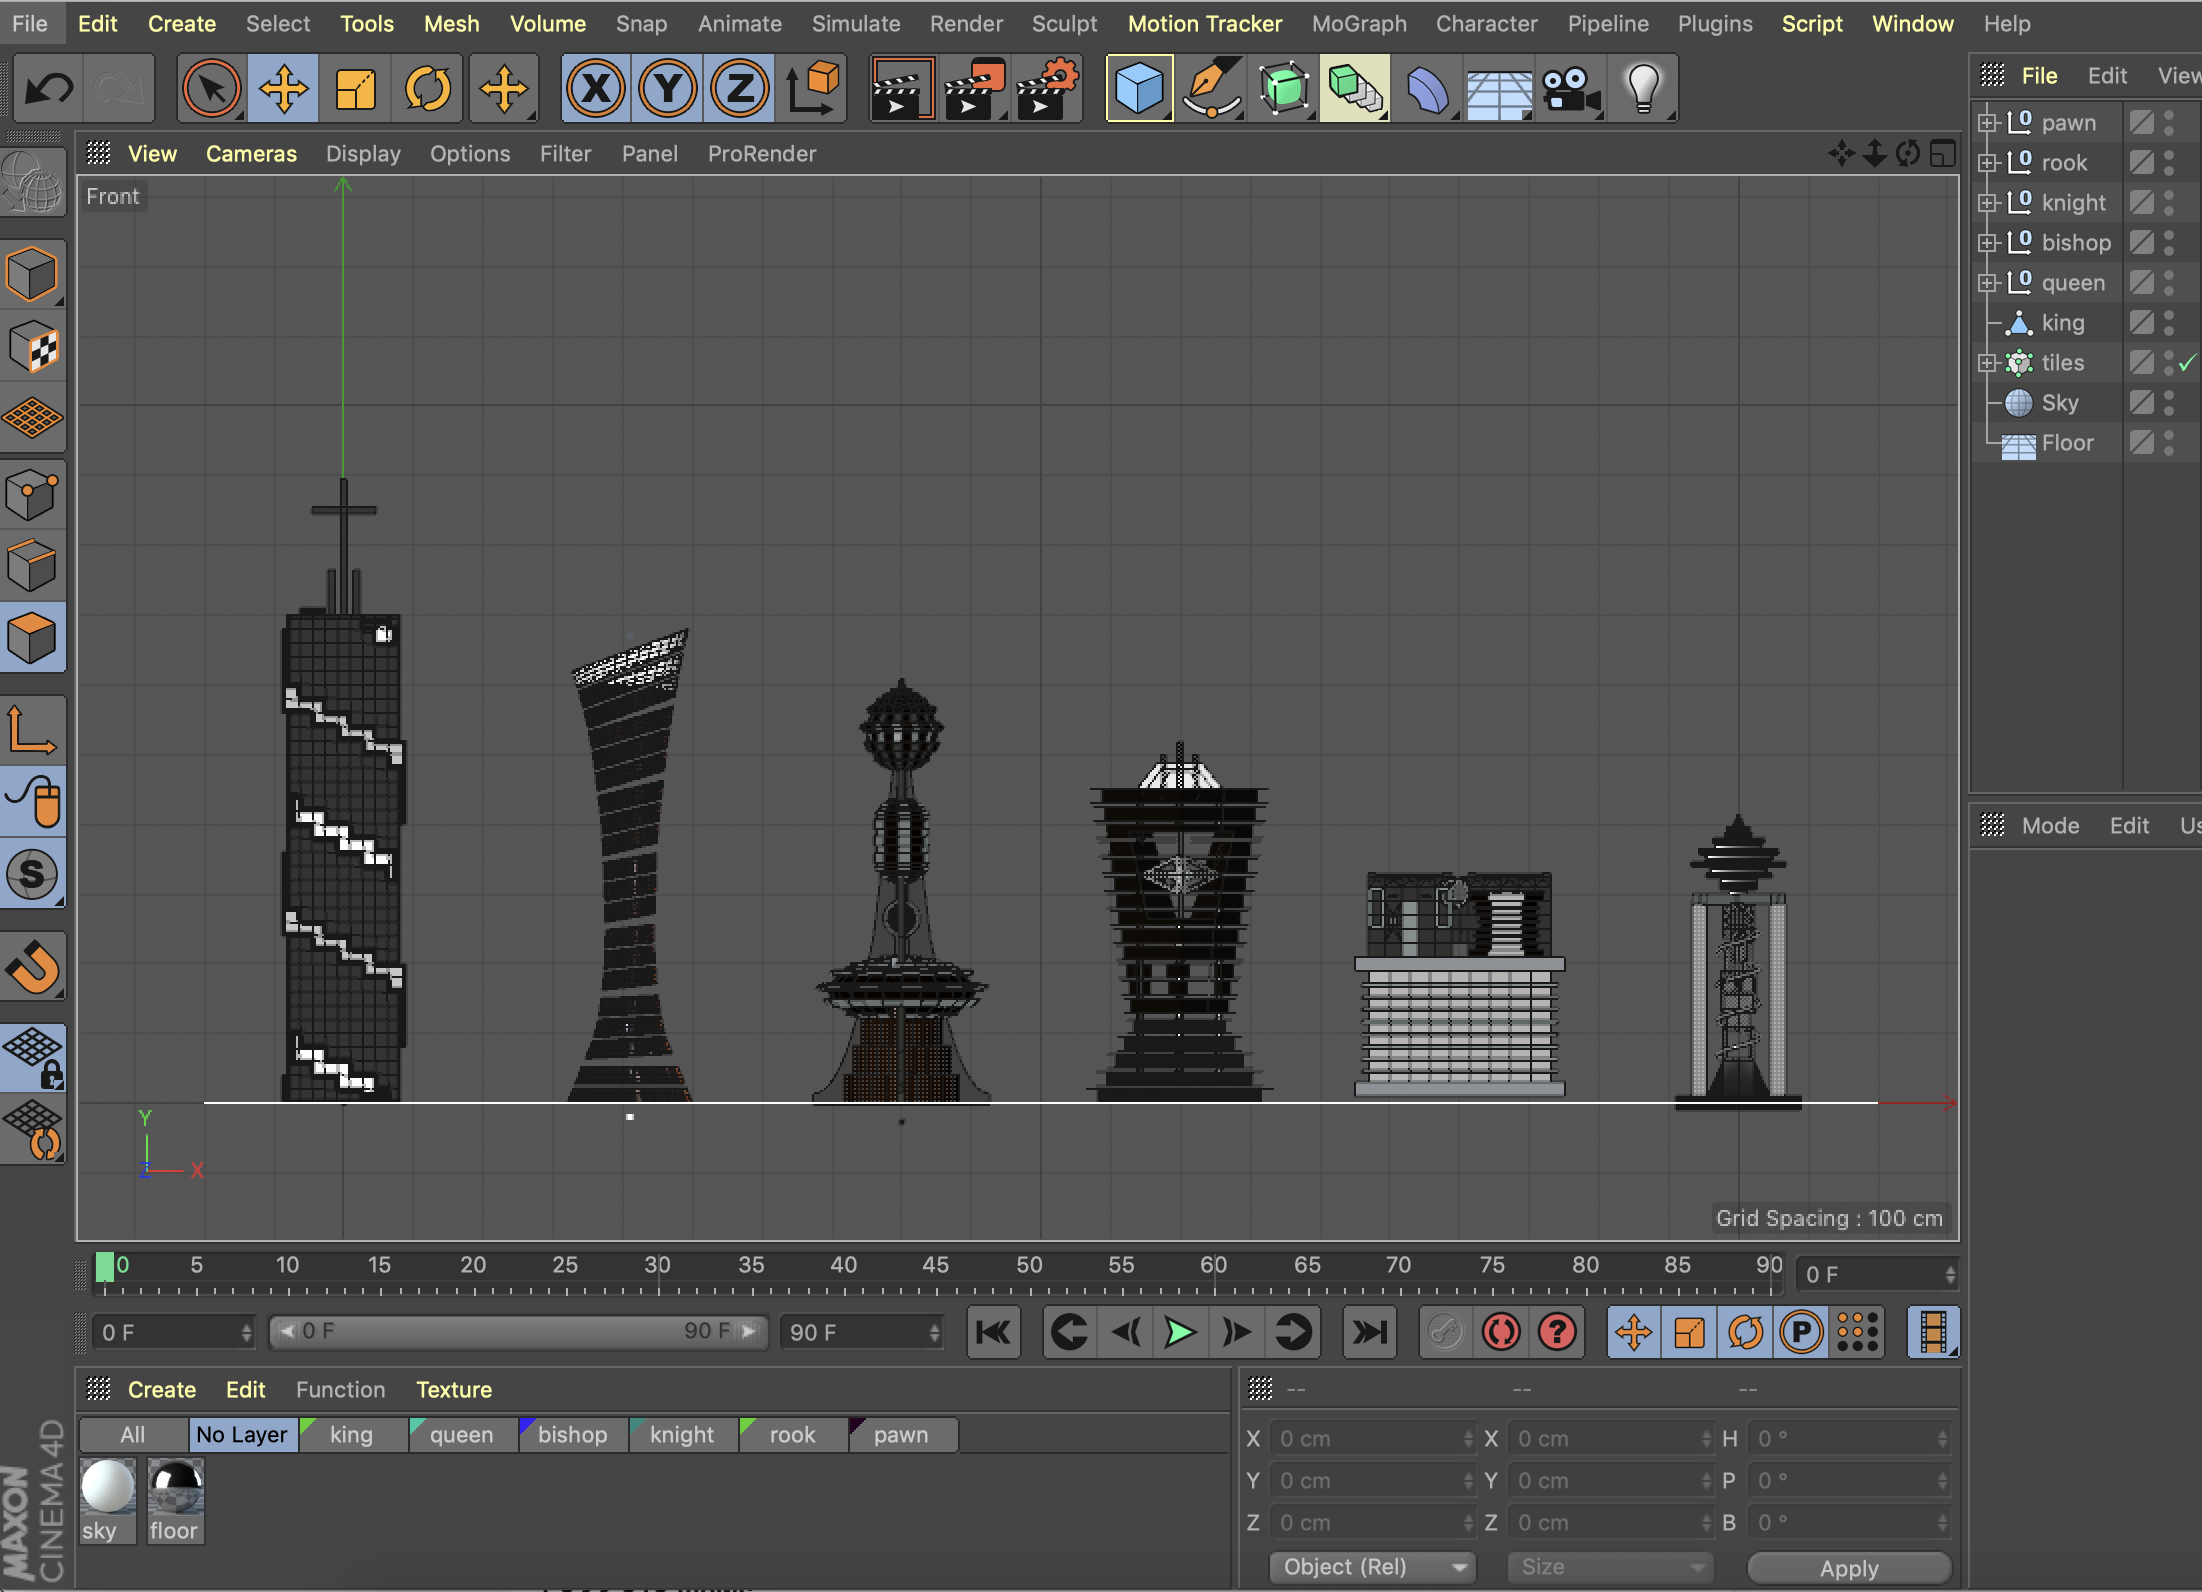 File Edit Create Select Tools Mesh Volume Snap Animate Simulate Render Sculpt Motion Tracker MoGraph Character Pipeline Plugins Script Window Help
X Y Z
File Edit View
View Cameras Display Options Filter Panel ProRender
Front
0 pawn
0 rook
0 knight
0 bishop
0 queen
king
tiles
Sky
Floor
Mode Edit Us
S
Y
Z X
Grid Spacing : 100 cm
0 5 10 15 20 25 30 35 40 45 50 55 60 65 70 75 80 85 90 0 F
0 F 0 F 90 F 90 F ? P
Create Edit Function Texture
-- -- --
All No Layer king queen bishop knight rook pawn
X 0 cm X 0 cm H 0 °
Y 0 cm Y 0 cm P 0 °
Z 0 cm Z 0 cm B 0 °
sky floor
Object (Rel) Size Apply
MAXON
CINEMA 4D